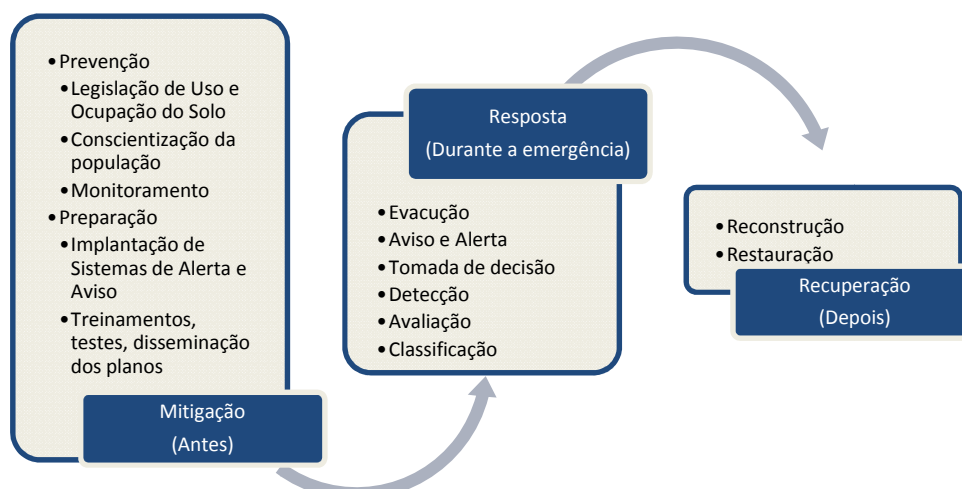 •Prevenção
•Legislação de Uso e
Ocupação do Solo
•Conscientização da
população
•Monitoramento
•Preparação
•Implantação de
Sistemas de Alerta e
Aviso
•Treinamentos,
testes, disseminação
dos planos
Mitigação
(Antes)
Resposta
(Durante a emergência)
•Evacução
•Aviso e Alerta
•Tomada de decisão
•Detecção
•Avaliação
•Classificação
•Reconstrução
•Restauração
Recuperação
(Depois)